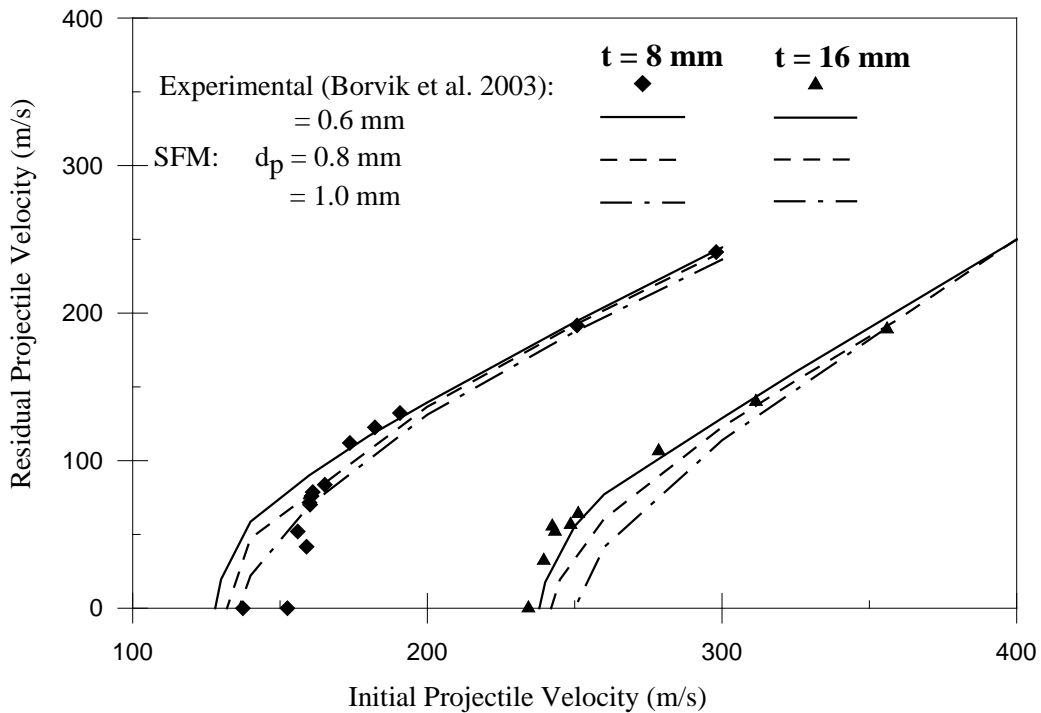 400
300
200
100
0
Residual Projectile Velocity (m/s)
t = 8 mm t = 16 mm
Experimental (Borvik et al. 2003):
= 0.6 mm
SFM: dp = 0.8 mm
= 1.0 mm
100 200 300 400
Initial Projectile Velocity (m/s)